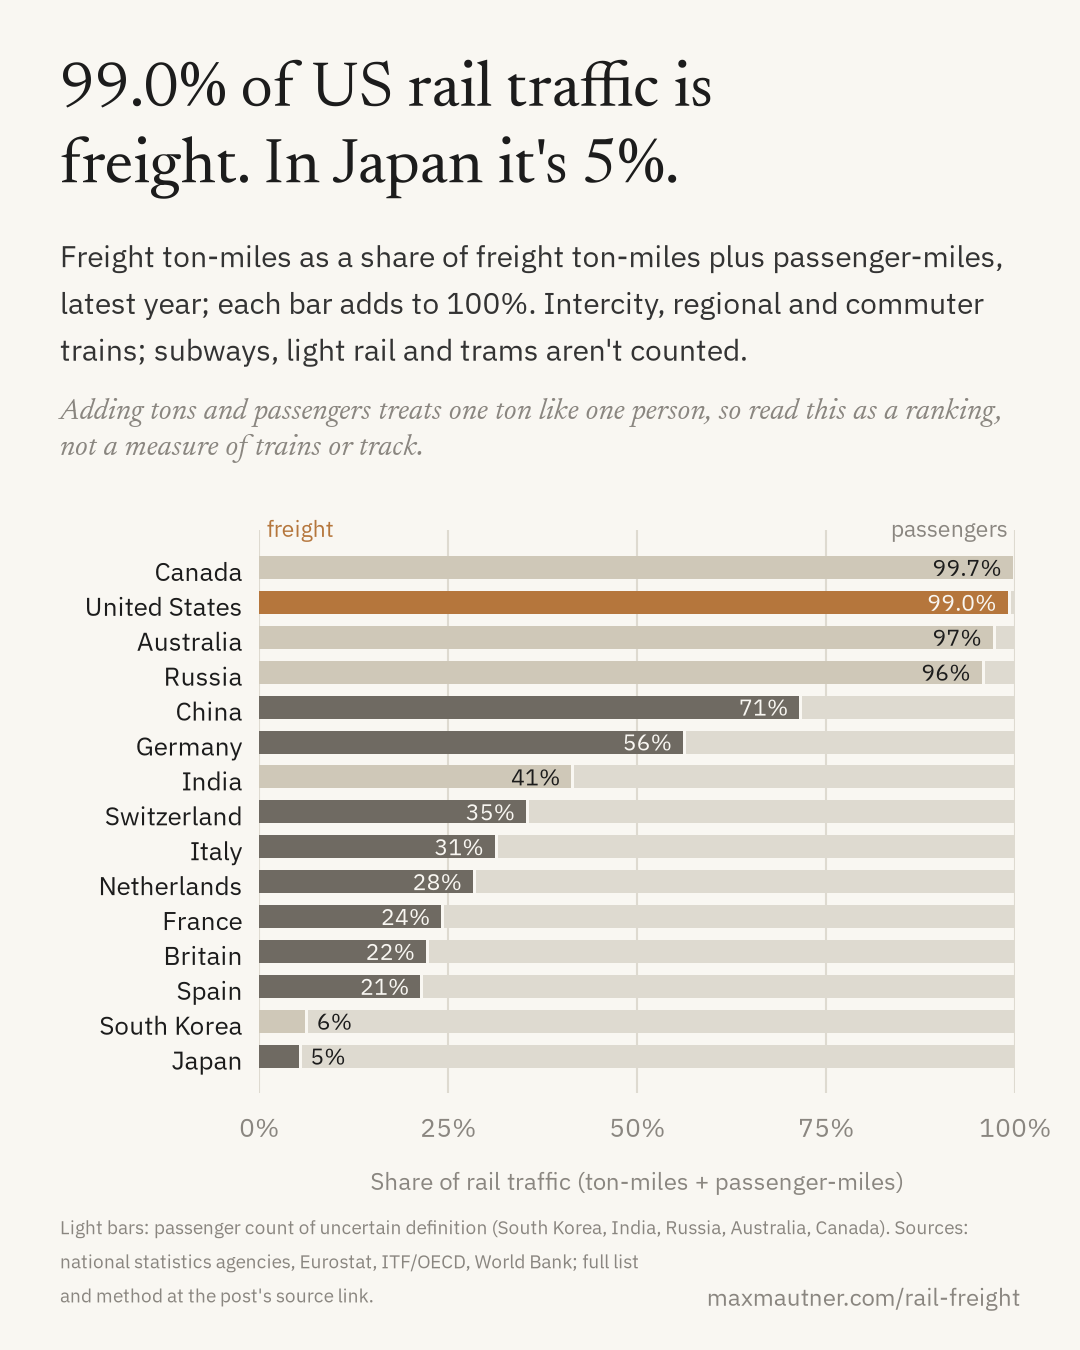 99.0% of US rail traffic is
freight. In Japan it's 5%.
Freight ton-miles as a share of freight ton-miles plus passenger-miles,
latest year; each bar adds to 100%. Intercity, regional and commuter
trains; subways, light rail and trams aren't counted.
Adding tons and passengers treats one ton like one person, so read this as a ranking,
not a measure of trains or track.
freight passengers
Canada 99.7%
United States 99.0%
Australia 97%
Russia 96%
China 71%
Germany 56%
India 41%
Switzerland 35%
Italy 31%
Netherlands 28%
France 24%
Britain 22%
Spain 21%
South Korea 6%
Japan 5%
0% 25% 50% 75% 100%
Share of rail traffic (ton-miles + passenger-miles)
Light bars: passenger count of uncertain definition (South Korea, India, Russia, Australia, Canada). Sources:
national statistics agencies, Eurostat, ITF/OECD, World Bank; full list
and method at the post's source link.
maxmautner.com/rail-freight